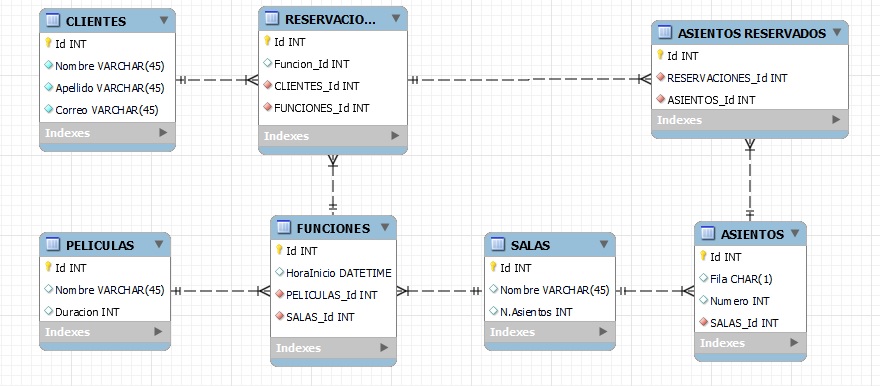 CLIENTES
Id INT
Nombre VARCHAR(45)
Apellido VARCHAR(45)
Correo VARCHAR(45)
Indexes
RESERVACIO...
Id INT
Funcion_Id INT
CLIENTES_Id INT
FUNCIONES_Id INT
Indexes
ASIENTOS RESERVADOS
Id INT
RESERVACIONES_Id INT
ASIENTOS_Id INT
Indexes
PELICULAS
Id INT
Nombre VARCHAR(45)
Duracion INT
Indexes
FUNCIONES
Id INT
HoraInicio DATETIME
PELICULAS_Id INT
SALAS_Id INT
Indexes
SALAS
Id INT
Nombre VARCHAR(45)
N.Asientos INT
Indexes
ASIENTOS
Id INT
Fila CHAR(1)
Numero INT
SALAS_Id INT
Indexes